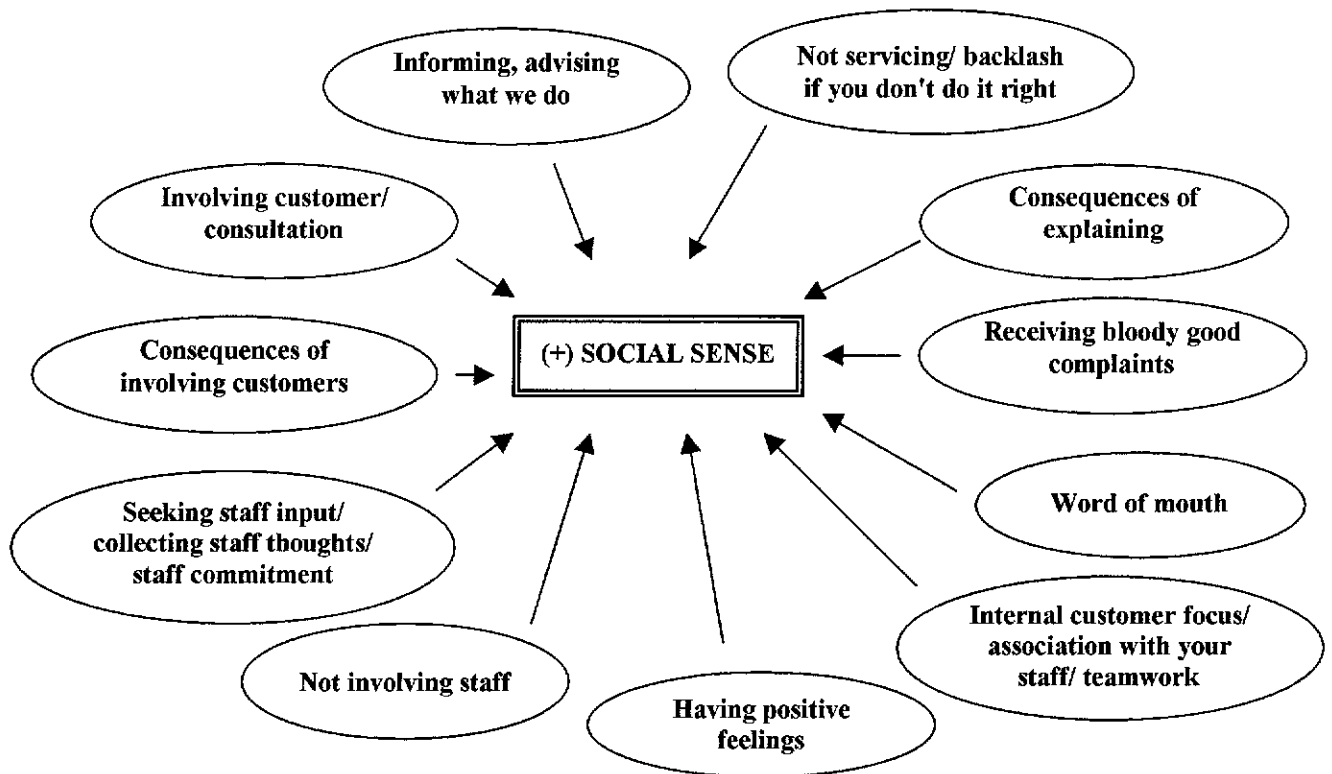 Informing, advising
what we do
Not servicing/ backlash
if you don't do it right
Involving customer/
consultation
Consequences of
explaining
Consequences of
involving customers
(+) SOCIAL SENSE
Receiving bloody good
complaints
Seeking staff input/
collecting staff thoughts/
staff commitment
Word of mouth
Not involving staff
Having positive
feelings
Internal customer focus/
association with your
staff/ teamwork